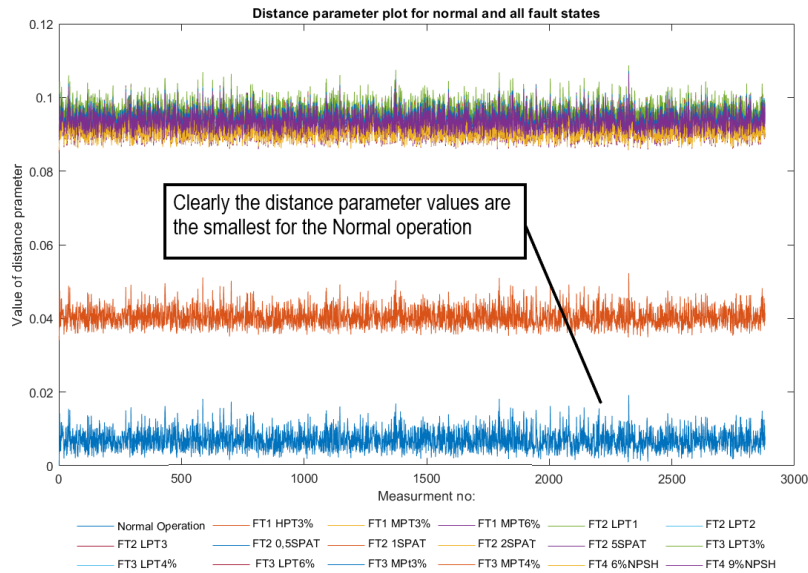 Distance parameter plot for normal and all fault states
0.12
0.1
0.08
0.06
0.04
0.02
0
Value of distance prameter
Clearly the distance parameter values are
the smallest for the Normal operation
0 500 1000 1500 2000 2500 3000
Measurment no:
Normal Operation FT1 HPT3% FT1 MPT3% FT1 MPT6% FT2 LPT1 FT2 LPT2
FT2 LPT3 FT2 0,5SPAT FT2 1SPAT FT2 2SPAT FT2 5SPAT FT3 LPT3%
FT3 LPT4% FT3 LPT6% FT3 MPt3% FT3 MPT4% FT4 6%NPSH FT4 9%NPSH